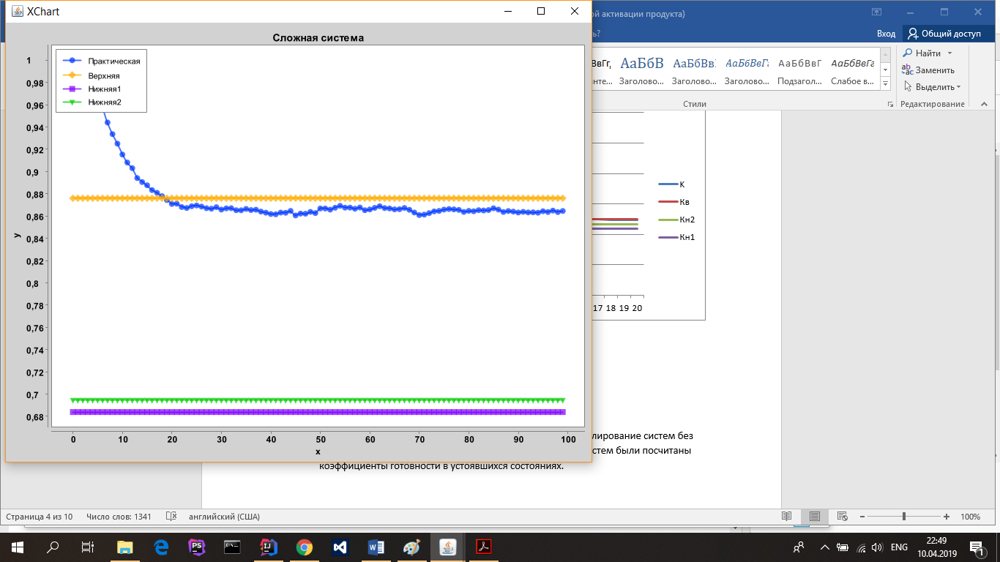 XChart
ой активации продукта)
ь?
Вход
Общий доступ
Сложная система
Практическая
Верхняя
Нижняя1
Нижняя2
1
0,98
0,96
0,94
0,92
0,9
0,88
0,86
0,84
0,82
0,8
0,78
0,76
0,74
0,72
0,7
0,68
y
0 10 20 30 40 50 60 70 80 90 100
x
ВвГг, АаБбВ АаБбВв АаБбВвГг АаБбВвГ АаБбВвГг
нте... Заголово... Заголово... Заголово... Подзагол... Слабое в...
Стили
Найти
Заменить
Выделить
Редактирование
K
Кв
Кн2
Кн1
17 18 19 20
лирование систем без
стем были посчитаны
коэффициенты готовности в устоявшихся состояниях.
Страница 4 из 10 Число слов: 1341 английский (США) 100%
ENG
22:49
10.04.2019
1